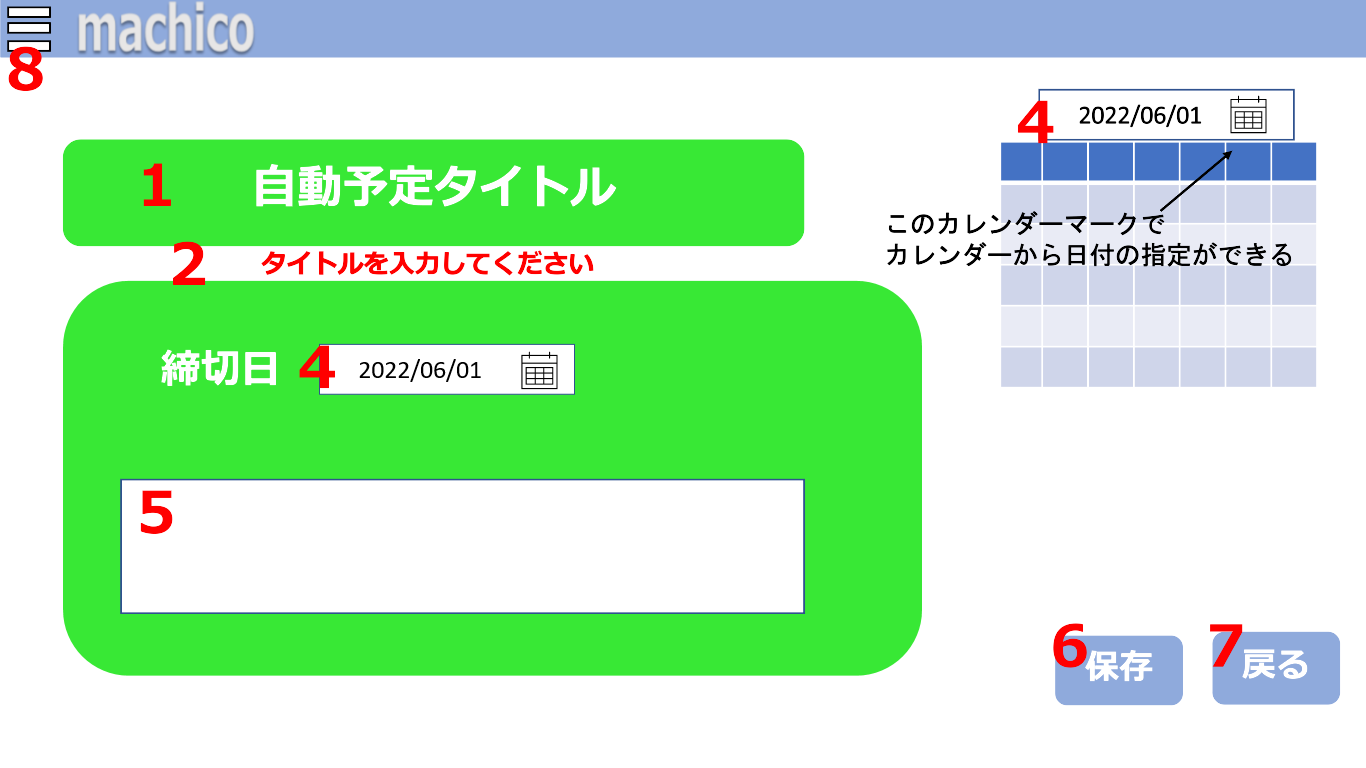 machico
8
4 2022/06/01
1 自動予定タイトル
このカレンダーマークで
カレンダーから日付の指定ができる
2 タイトルを入力してください
締切日 4 2022/06/01
5
6 保存
7 戻る